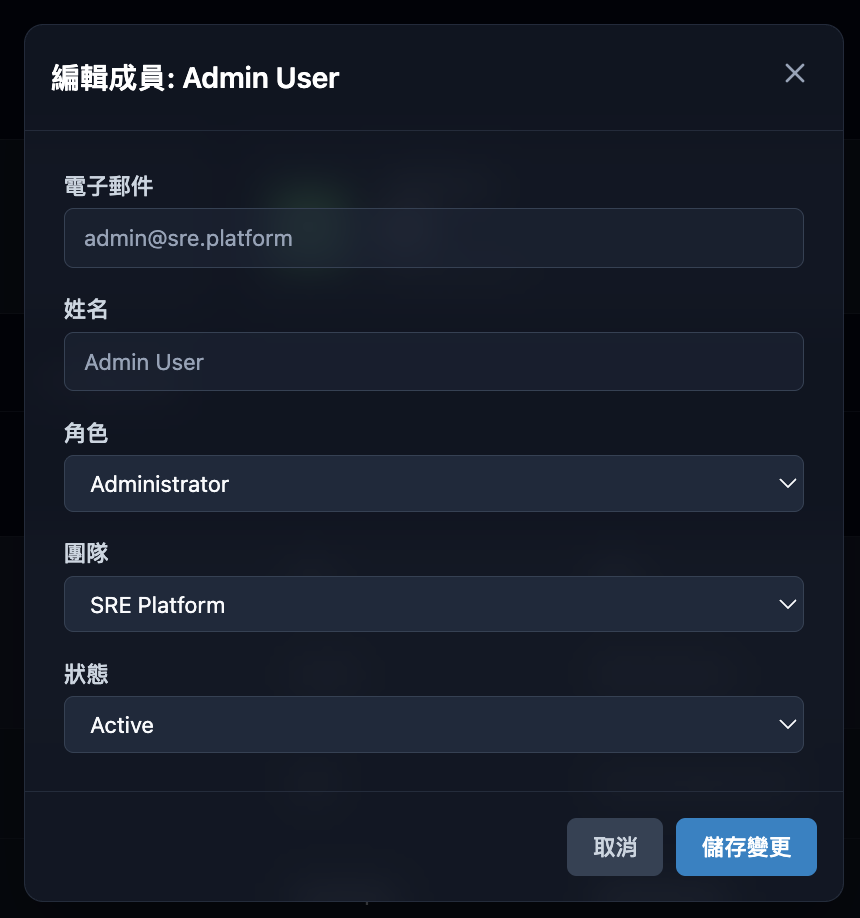 編輯成員: Admin User
電子郵件
admin@sre.platform
姓名
Admin User
角色
Administrator
團隊
SRE Platform
狀態
Active
取消
儲存變更